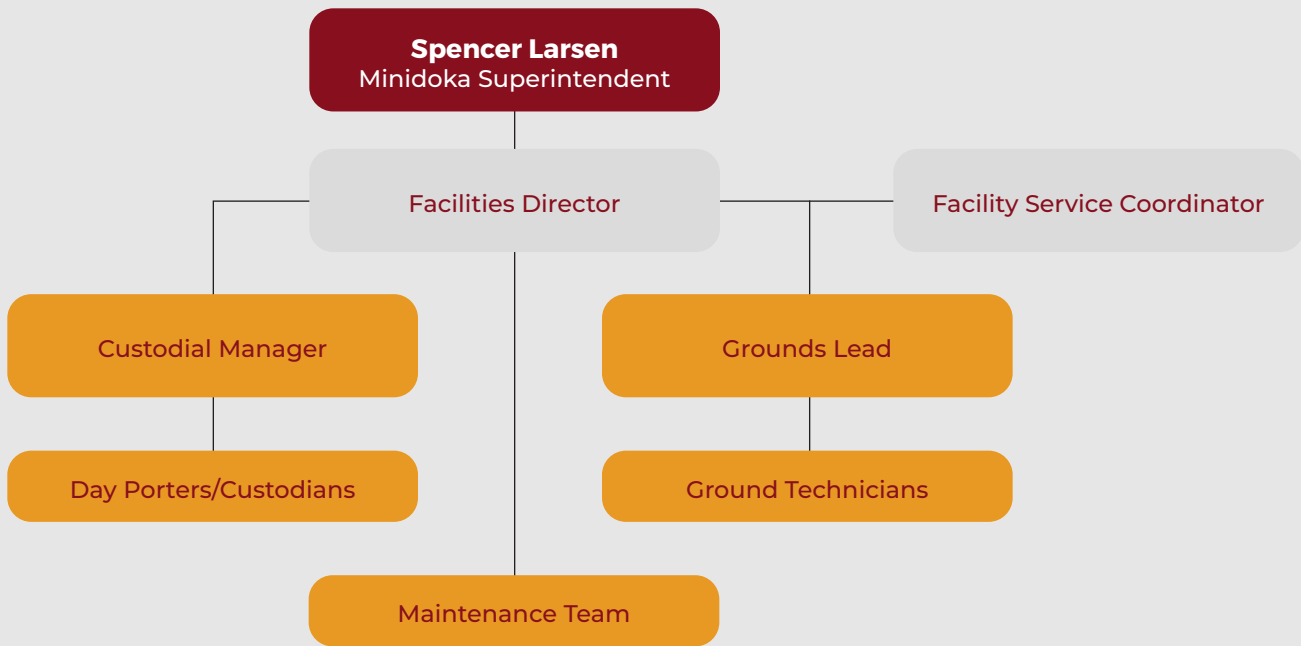 Spencer Larsen
Minidoka Superintendent
Facilities Director
Facility Service Coordinator
Custodial Manager
Grounds Lead
Day Porters/Custodians
Ground Technicians
Maintenance Team